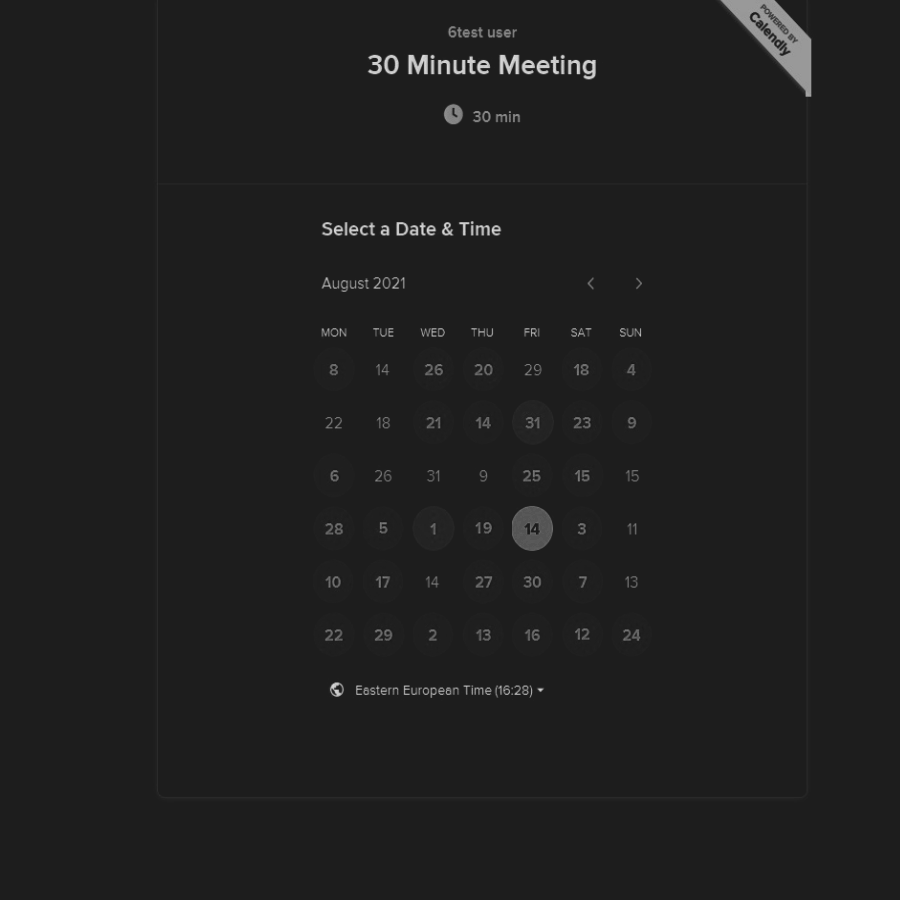 POWERED BY
Calendly
6test user
30 Minute Meeting
30 min
Select a Date & Time
August 2021
MON TUE WED THU FRI SAT SUN
8 14 26 20 29 18 4
22 18 21 14 31 23 9
6 26 31 9 25 15 15
28 5 1 19 14 3 11
10 17 14 27 30 7 13
22 29 2 13 16 12 24
Eastern European Time (16:28)